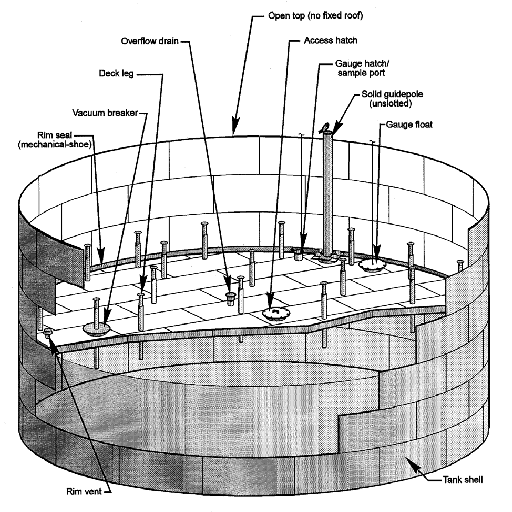 Open top (no fixed roof)
Overflow drain
Access hatch
Deck leg
Gauge hatch/
sample port
Solid guidepole
(unslotted)
Vacuum breaker
Gauge float
Rim seal
(mechanical-shoe)
Rim vent
Tank shell